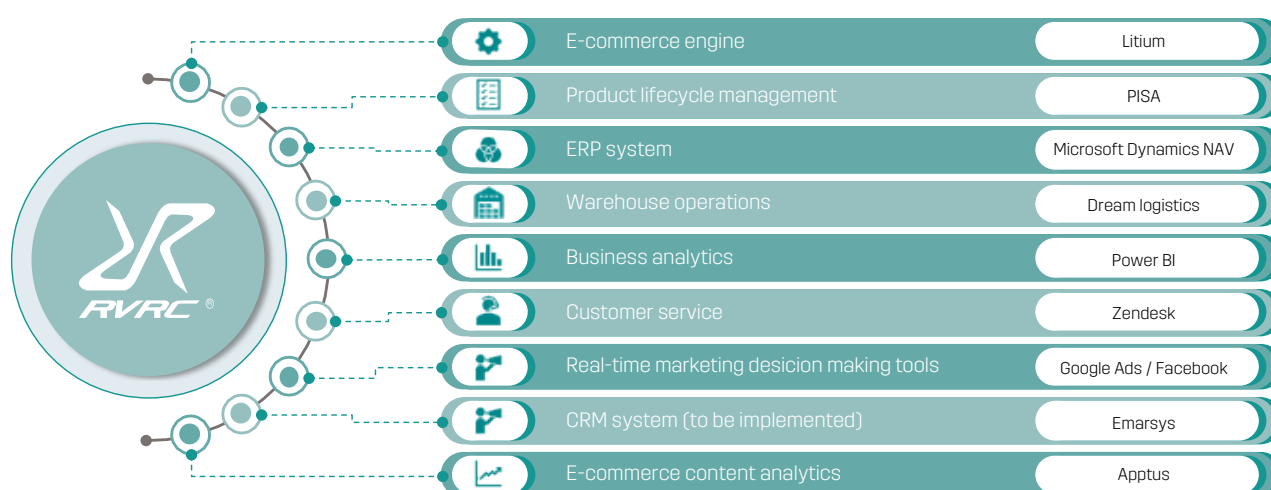 E-commerce engine Litium
Product lifecycle management PISA
ERP system Microsoft Dynamics NAV
Warehouse operations Dream logistics
RVRC ®
Business analytics Power BI
Customer service Zendesk
Real-time marketing desicion making tools Google Ads / Facebook
CRM system (to be implemented) Emarsys
E-commerce content analytics Apptus